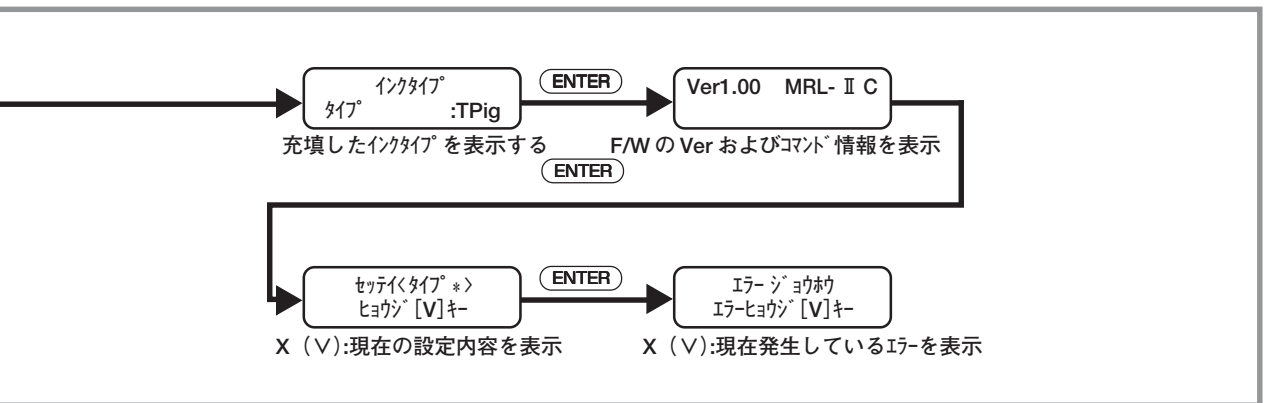 ｲﾝｸﾀｲﾌﾟ
ﾀｲﾌﾟ :TPig
ENTER
Ver1.00 MRL-ⅡC
充填したｲﾝｸﾀｲﾌﾟを表示する
F/W の Ver およびｺﾏﾝﾄﾞ情報を表示
ENTER
ｾｯﾃｲ<ﾀｲﾌﾟ*>
ﾋｮｳｼﾞ[V]ｷｰ
ENTER
ｴﾗｰｼﾞｮｳﾎｳ
ｴﾗｰﾋｮｳｼﾞ[V]ｷｰ
X（∨）:現在の設定内容を表示
X（∨）:現在発生しているｴﾗｰを表示